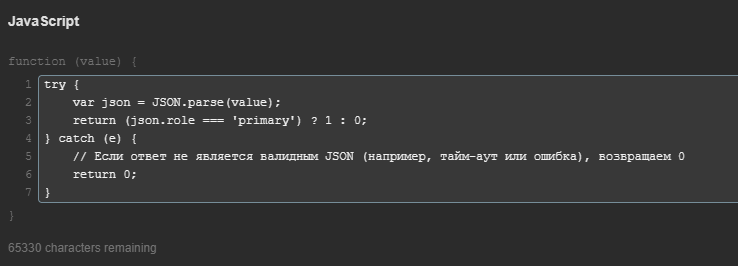 JavaScript
function (value) {
1 try {
2 var json = JSON.parse(value);
3 return (json.role === 'primary') ? 1 : 0;
4 } catch (e) {
5 // Если ответ не является валидным JSON (например, тайм-аут или ошибка), возвращаем 0
6 return 0;
7 }
}
65330 characters remaining